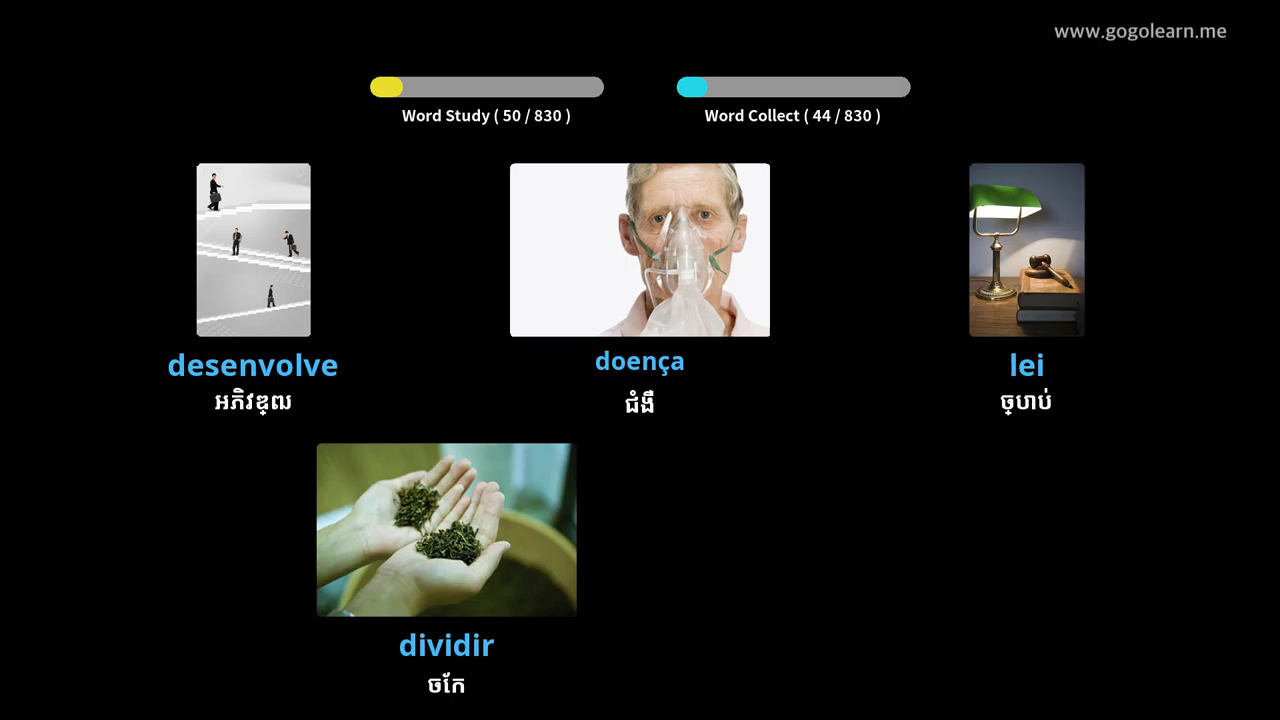 www.gogolearn.me
Word Study ( 50 / 830 )
Word Collect ( 44 / 830 )
desenvolve
អភិវឌ្ឍ
doença
ជំងឺ
lei
ច្បាប់
dividir
ចែក